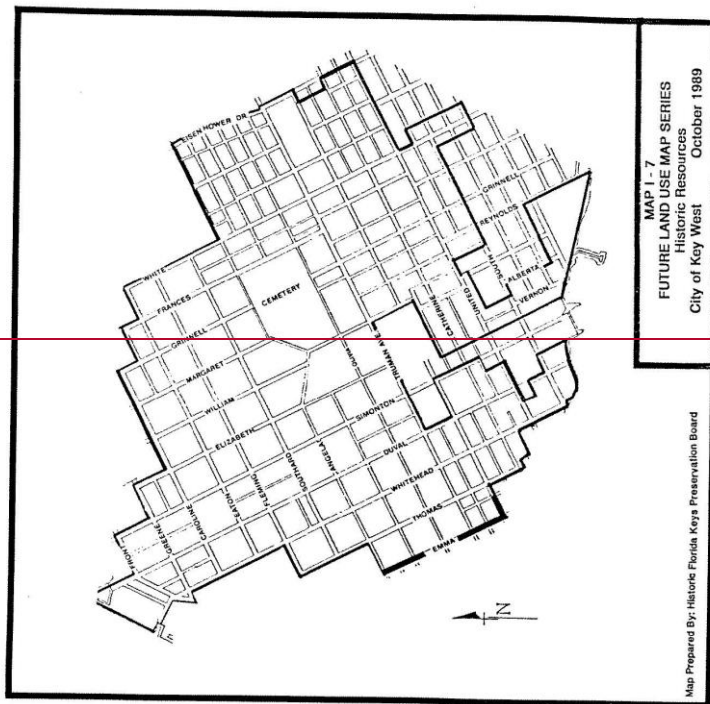 MAP I - 7
FUTURE LAND USE MAP SERIES
Historic Resources
City of Key West October 1989
Map Prepared By: Historic Florida Keys Preservation Board
EISENHOWER DR.
WHITE
FRANCES
GRINNELL
MARGARET
WILLIAM
ELIZABETH
SIMONTON
DUVAL
WHITEHEAD
THOMAS
EMMA
CEMETERY
FRONT
GREENE
CAROLINE
EATON
FLEMING
SOUTHARD
ANGELA
TRUMAN AVE
CATHERINE
UNITED
SOUTH
GRINNELL
REYNOLDS
ALBERTA
VERNON
N